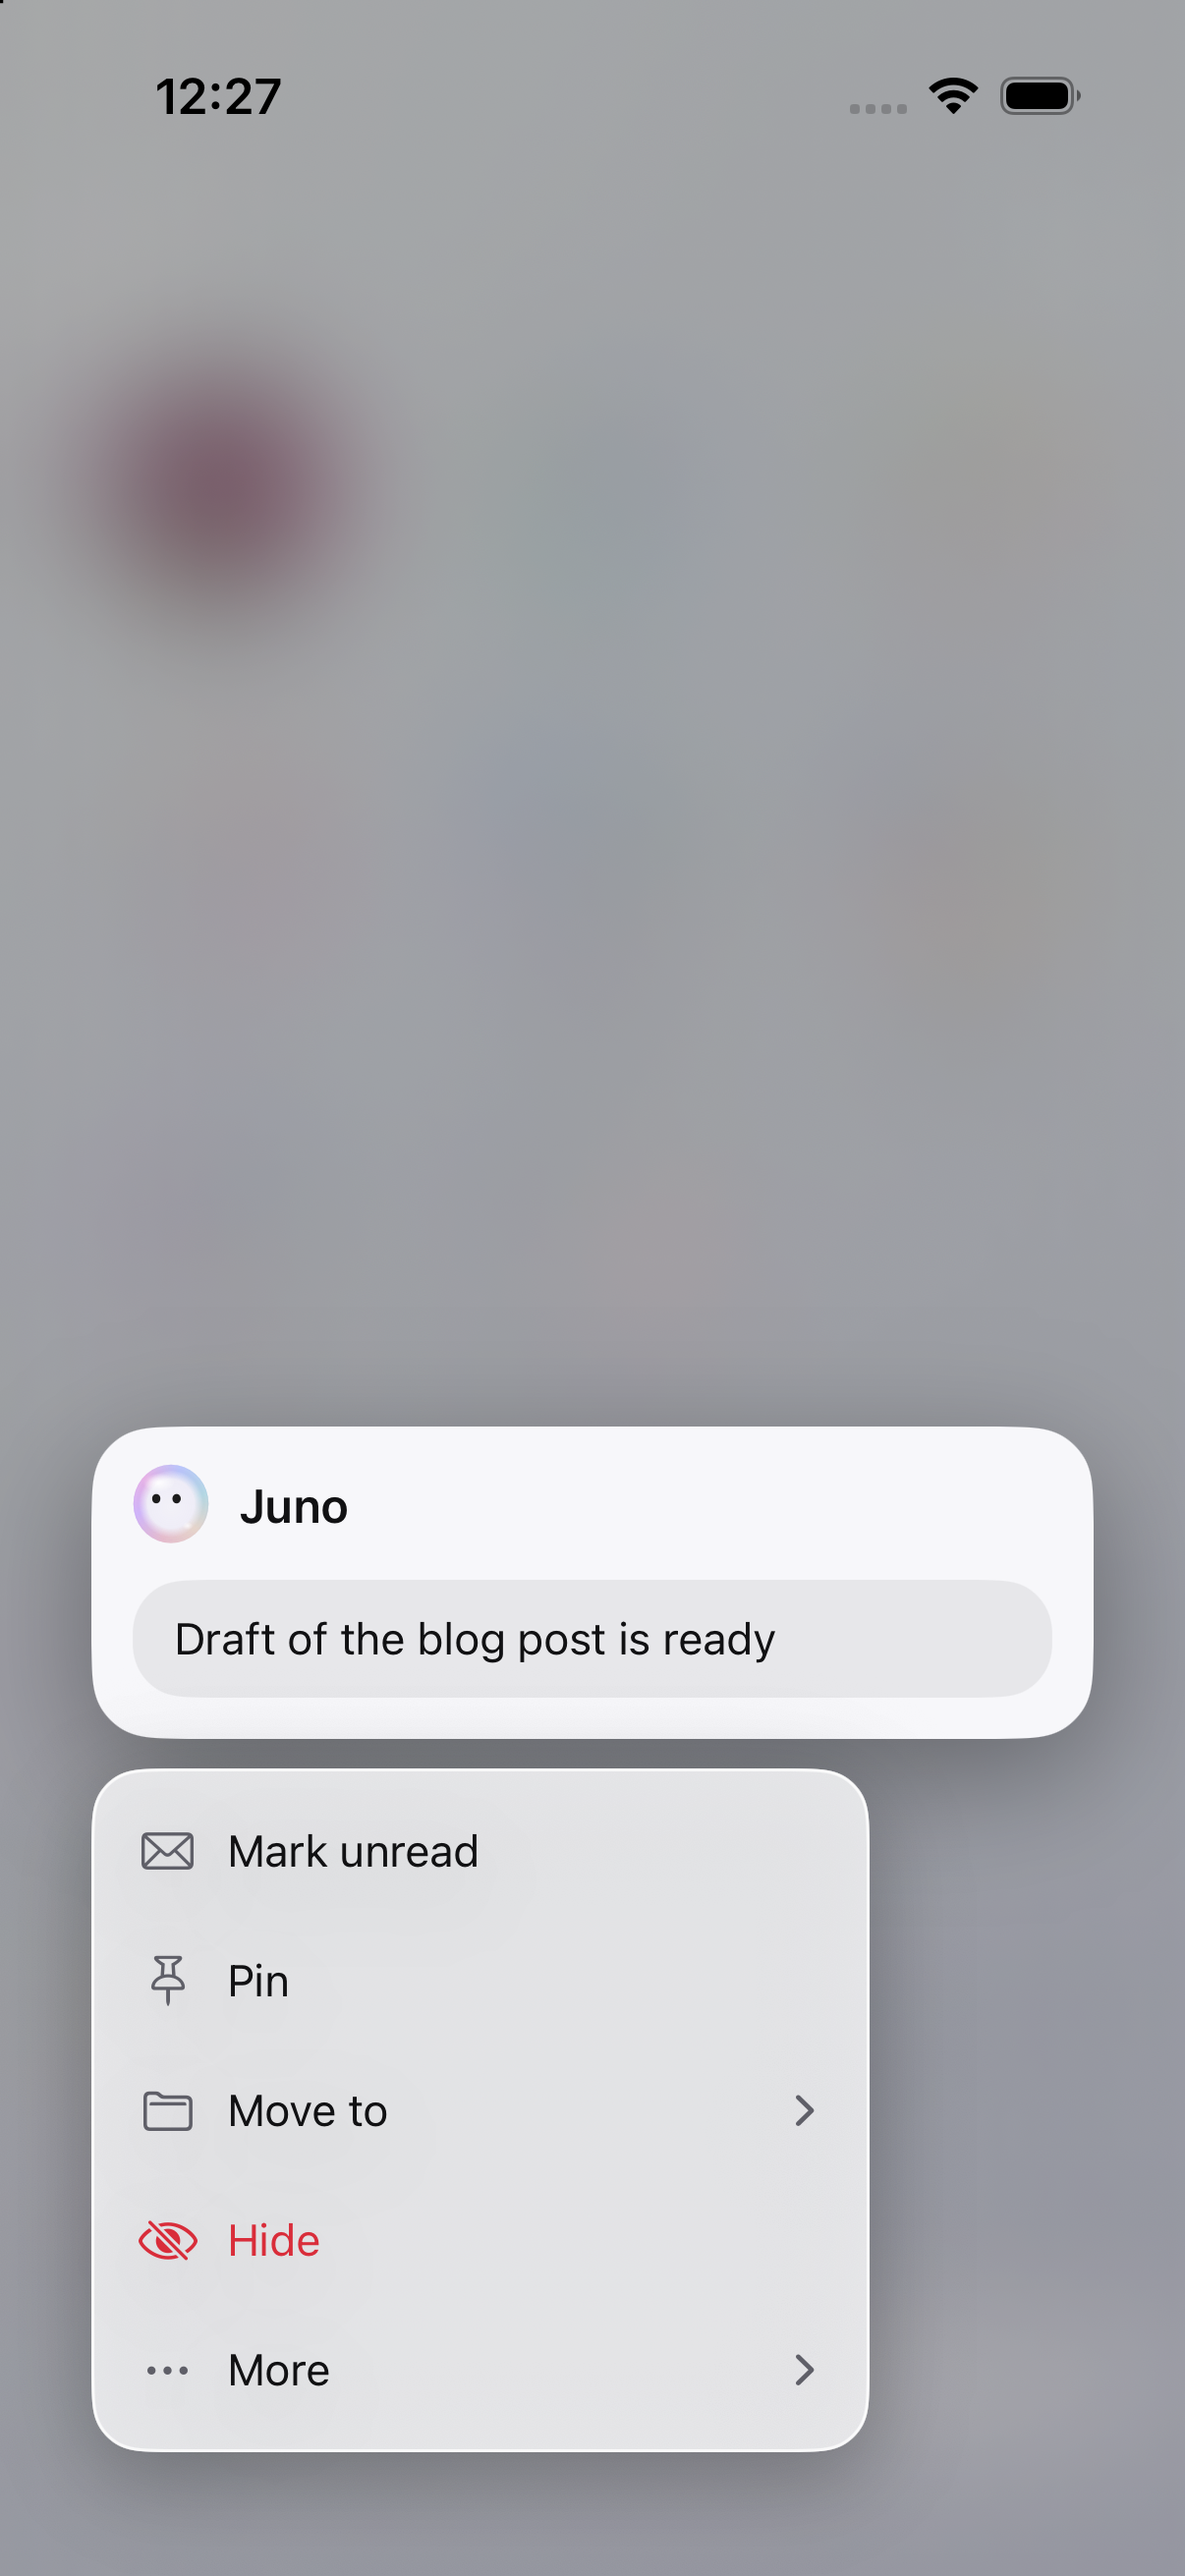 12:27
Juno
Draft of the blog post is ready
Mark unread
Pin
Move to
Hide
More